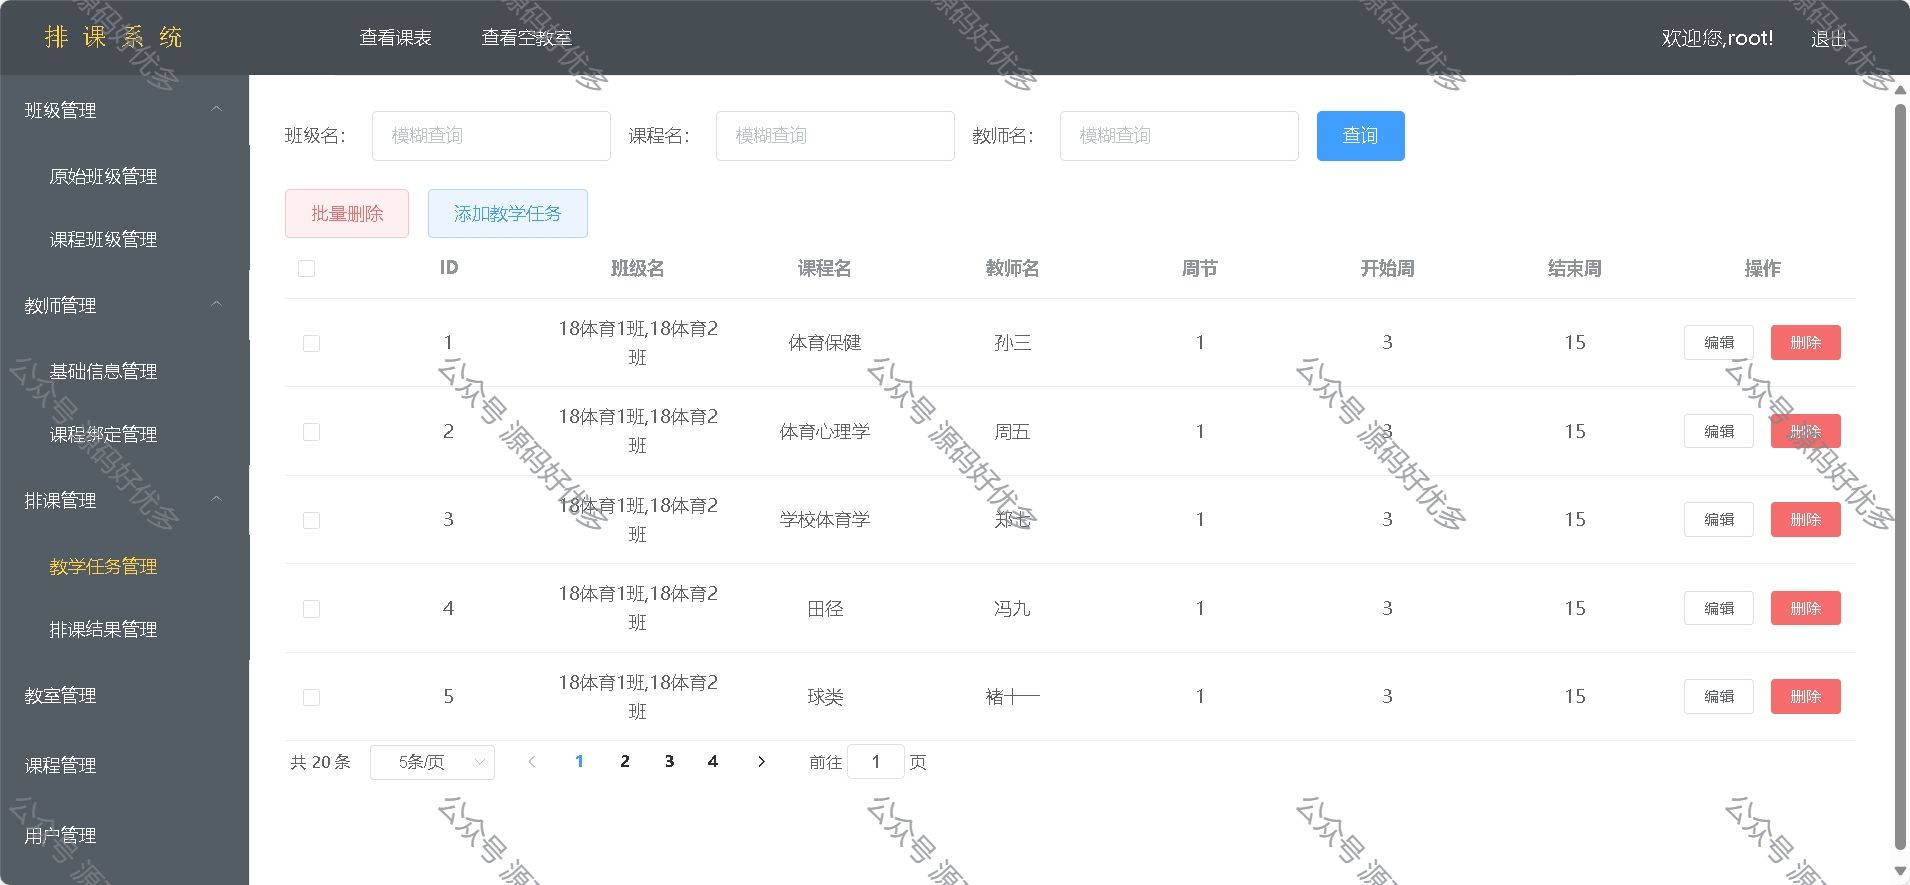 排 课 系 统
查看课表
查看空教室
欢迎您,root!
退出
班级管理
原始班级管理
课程班级管理
教师管理
基础信息管理
课程绑定管理
排课管理
教学任务管理
排课结果管理
教室管理
课程管理
用户管理
班级名: 模糊查询 课程名: 模糊查询 教师名: 模糊查询 查询
批量删除 添加教学任务
ID 班级名 课程名 教师名 周节 开始周 结束周 操作
1 18体育1班,18体育2班 体育保健 孙三 1 3 15 编辑 删除
2 18体育1班,18体育2班 体育心理学 周五 1 3 15 编辑 删除
3 18体育1班,18体育2班 学校体育学 郑七 1 3 15 编辑 删除
4 18体育1班,18体育2班 田径 冯九 1 3 15 编辑 删除
5 18体育1班,18体育2班 球类 褚十一 1 3 15 编辑 删除
共 20 条 5条/页 1 2 3 4 前往 1 页
公众号 源码好优多